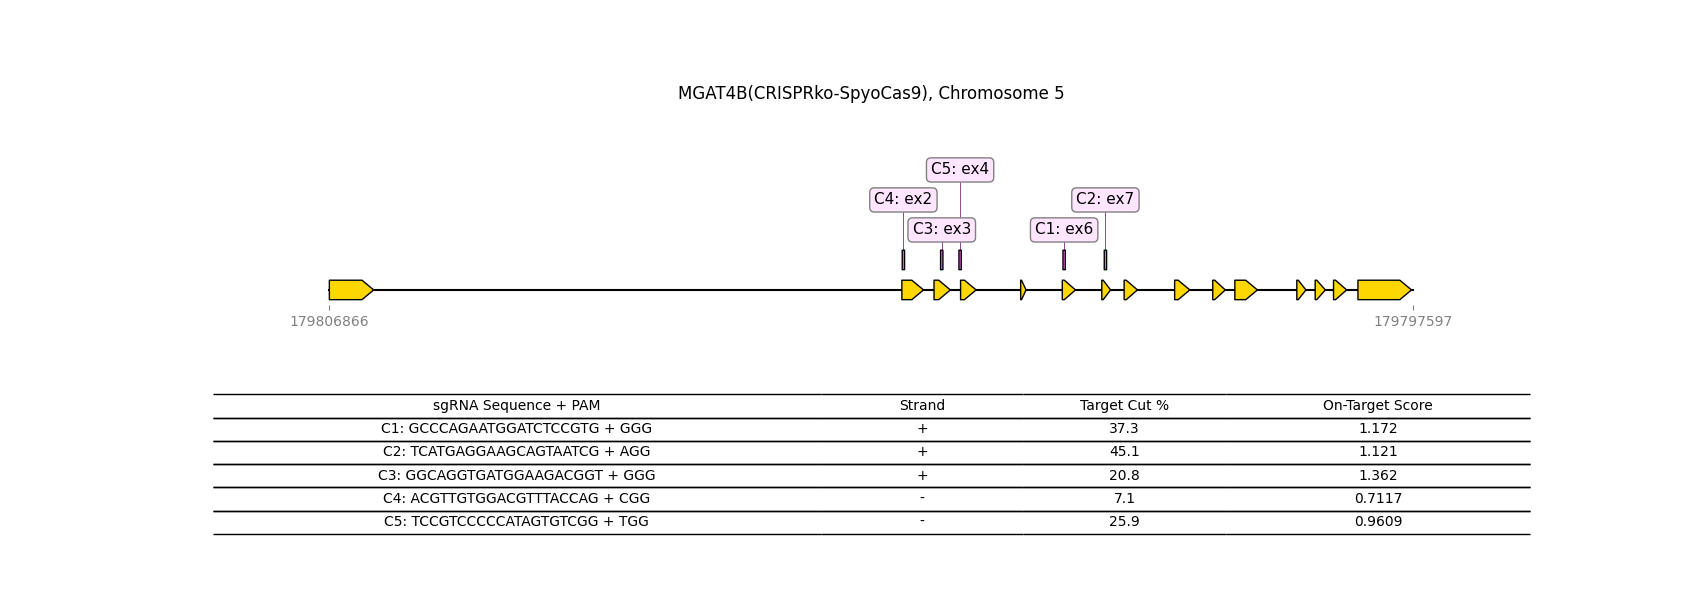 MGAT4B(CRISPRko-SpyoCas9), Chromosome 5
C5: ex4
C4: ex2
C2: ex7
C3: ex3
C1: ex6
179806866
179797597
sgRNA Sequence + PAM Strand Target Cut % On-Target Score
C1: GCCCAGAATGGATCTCCGTG + GGG + 37.3 1.172
C2: TCATGAGGAAGCAGTAATCG + AGG + 45.1 1.121
C3: GGCAGGTGATGGAAGACGGT + GGG + 20.8 1.362
C4: ACGTTGTGGACGTTTACCAG + CGG - 7.1 0.7117
C5: TCCGTCCCCCATAGTGTCGG + TGG - 25.9 0.9609